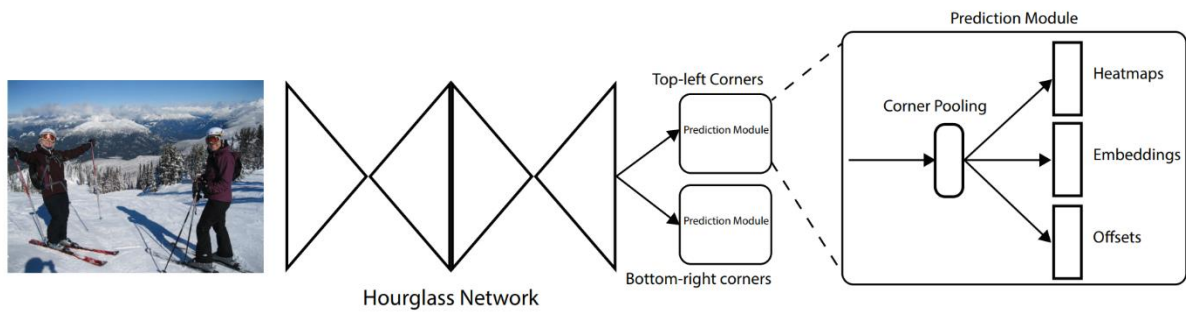 Prediction Module
Top-left Corners
Heatmaps
Corner Pooling
Prediction Module
Embeddings
Prediction Module
Offsets
Bottom-right corners
Hourglass Network